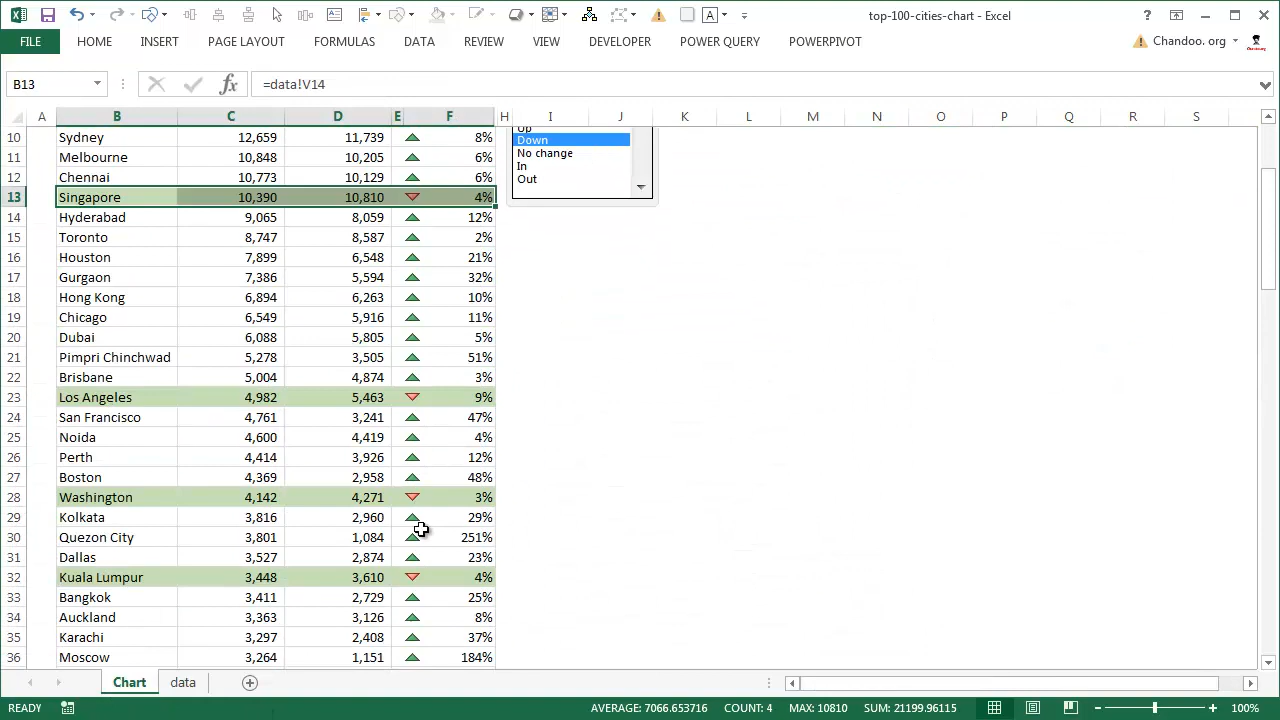 top-100-cities-chart - Excel
?
FILE HOME INSERT PAGE LAYOUT FORMULAS DATA REVIEW VIEW DEVELOPER POWER QUERY POWERPIVOT Chandoo. org
B13 fx =data!V14
A B C D E F H I J K L M N O P Q R S
10 Sydney 12,659 11,739 8%
11 Melbourne 10,848 10,205 6%
12 Chennai 10,773 10,129 6%
13 Singapore 10,390 10,810 4%
14 Hyderabad 9,065 8,059 12%
15 Toronto 8,747 8,587 2%
16 Houston 7,899 6,548 21%
17 Gurgaon 7,386 5,594 32%
18 Hong Kong 6,894 6,263 10%
19 Chicago 6,549 5,916 11%
20 Dubai 6,088 5,805 5%
21 Pimpri Chinchwad 5,278 3,505 51%
22 Brisbane 5,004 4,874 3%
23 Los Angeles 4,982 5,463 9%
24 San Francisco 4,761 3,241 47%
25 Noida 4,600 4,419 4%
26 Perth 4,414 3,926 12%
27 Boston 4,369 2,958 48%
28 Washington 4,142 4,271 3%
29 Kolkata 3,816 2,960 29%
30 Quezon City 3,801 1,084 251%
31 Dallas 3,527 2,874 23%
32 Kuala Lumpur 3,448 3,610 4%
33 Bangkok 3,411 2,729 25%
34 Auckland 3,363 3,126 8%
35 Karachi 3,297 2,408 37%
36 Moscow 3,264 1,151 184%
Up
Down
No change
In
Out
Chart data
READY AVERAGE: 7066.653716 COUNT: 4 MAX: 10810 SUM: 21199.96115 100%